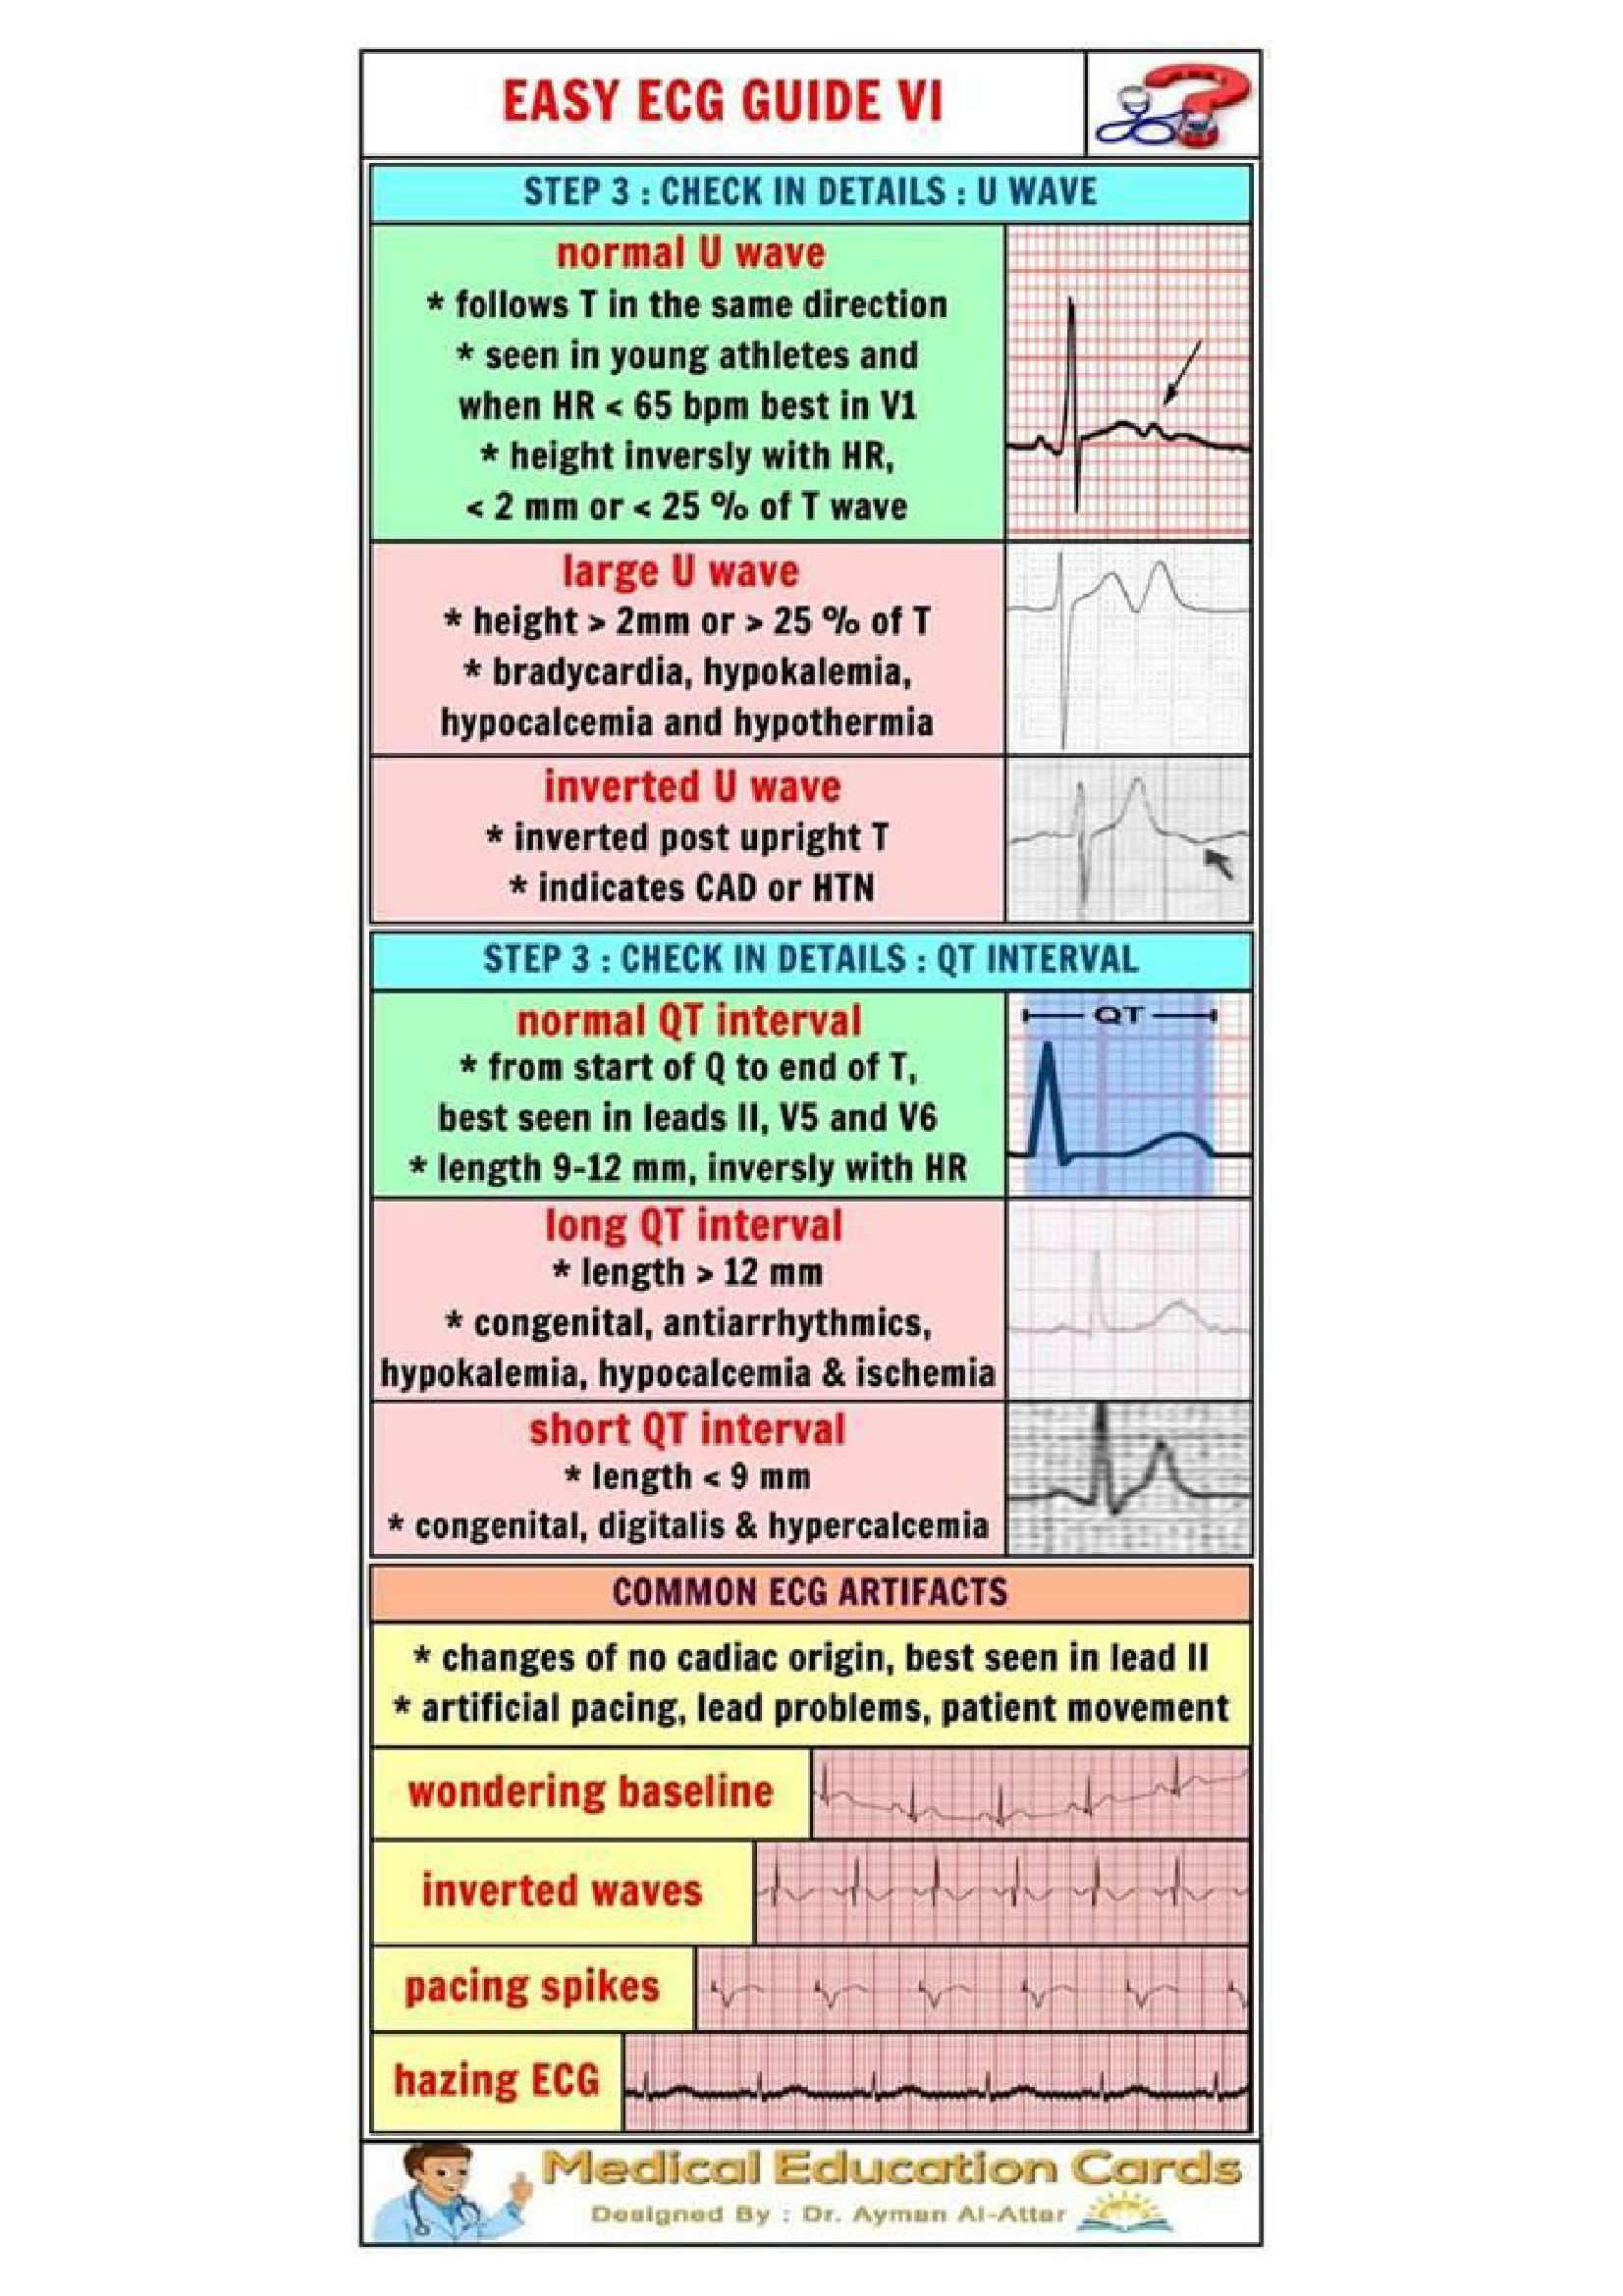 EASY ECG GUIDE VI
STEP 3 : CHECK IN DETAILS : U WAVE
normal U wave
* follows T in the same direction
* seen in young athletes and
when HR < 65 bpm best in V1
* height inversly with HR,
< 2 mm or < 25 % of T wave
large U wave
* height > 2mm or > 25 % of T
* bradycardia, hypokalemia,
hypocalcemia and hypothermia
inverted U wave
* inverted post upright T
* indicates CAD or HTN
STEP 3 : CHECK IN DETAILS : QT INTERVAL
normal QT interval
* from start of Q to end of T,
best seen in leads II, V5 and V6
* length 9-12 mm, inversly with HR
QT
long QT interval
* length > 12 mm
* congenital, antiarrhythmics,
hypokalemia, hypocalcemia & ischemia
short QT interval
* length < 9 mm
* congenital, digitalis & hypercalcemia
COMMON ECG ARTIFACTS
* changes of no cadiac origin, best seen in lead II
* artificial pacing, lead problems, patient movement
wondering baseline
inverted waves
pacing spikes
hazing ECG
Medical Education Cards
Designed By : Dr. Ayman Al-Attar